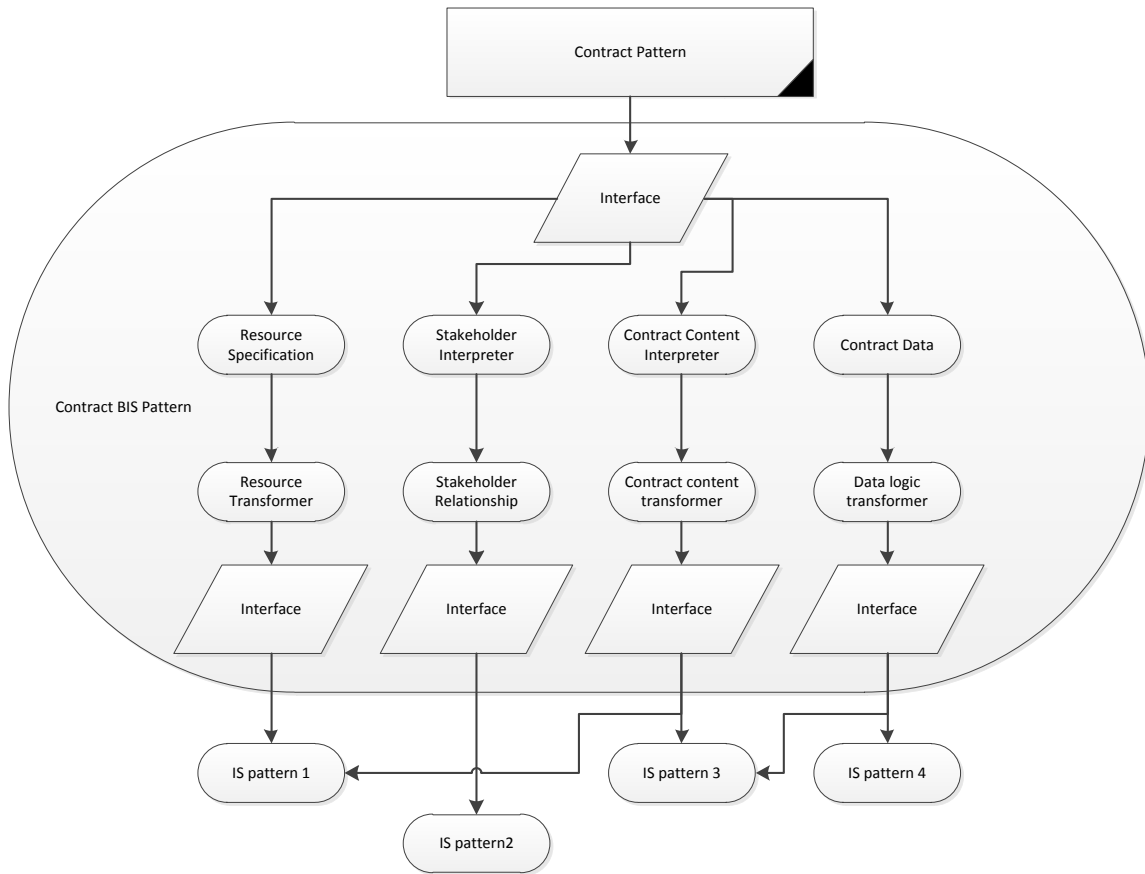 Contract Pattern
Interface
Resource
Specification
Stakeholder
Interpreter
Contract Content
Interpreter
Contract Data
Contract BIS Pattern
Resource
Transformer
Stakeholder
Relationship
Contract content
transformer
Data logic
transformer
Interface
Interface
Interface
Interface
IS pattern 1
IS pattern 3
IS pattern 4
IS pattern2